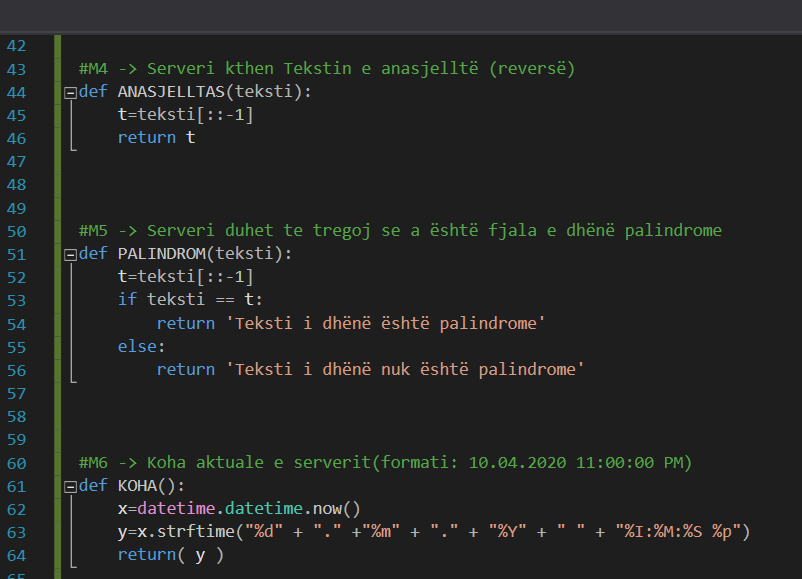 42
43 #M4 -> Serveri kthen Tekstin e anasjelltë (reversë)
44 def ANASJELLTAS(teksti):
45 t=teksti[::-1]
46 return t
47
48
49
50 #M5 -> Serveri duhet te tregoj se a është fjala e dhënë palindrome
51 def PALINDROM(teksti):
52 t=teksti[::-1]
53 if teksti == t:
54 return 'Teksti i dhënë është palindrome'
55 else:
56 return 'Teksti i dhënë nuk është palindrome'
57
58
59
60 #M6 -> Koha aktuale e serverit(formati: 10.04.2020 11:00:00 PM)
61 def KOHA():
62 x=datetime.datetime.now()
63 y=x.strftime("%d" + "." +"%m" + "." + "%Y" + " " + "%I:%M:%S %p")
64 return( y )
65